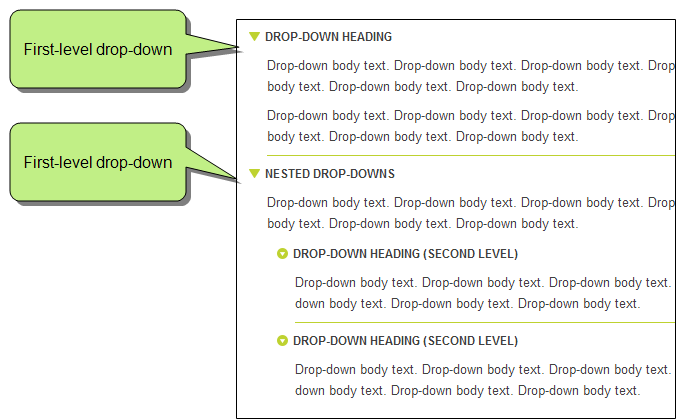 First-level drop-down
DROP-DOWN HEADING
Drop-down body text. Drop-down body text. Drop-down body text. Drop
body text. Drop-down body text. Drop-down body text.
Drop-down body text. Drop-down body text. Drop-down body text. Drop
body text. Drop-down body text. Drop-down body text.
First-level drop-down
NESTED DROP-DOWNS
Drop-down body text. Drop-down body text. Drop-down body text. Drop
body text. Drop-down body text. Drop-down body text.
DROP-DOWN HEADING (SECOND LEVEL)
Drop-down body text. Drop-down body text. Drop-down body text.
down body text. Drop-down body text. Drop-down body text.
DROP-DOWN HEADING (SECOND LEVEL)
Drop-down body text. Drop-down body text. Drop-down body text.
down body text. Drop-down body text. Drop-down body text.